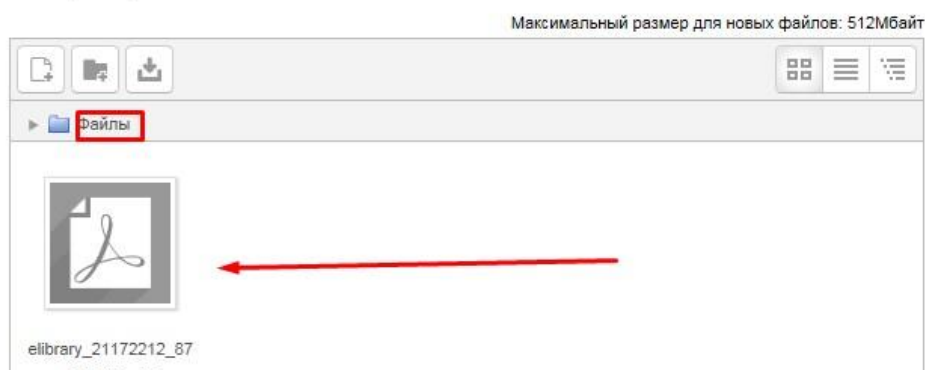 Максимальный размер для новых файлов: 512Мбайт
Файлы
elibrary_21172212_87